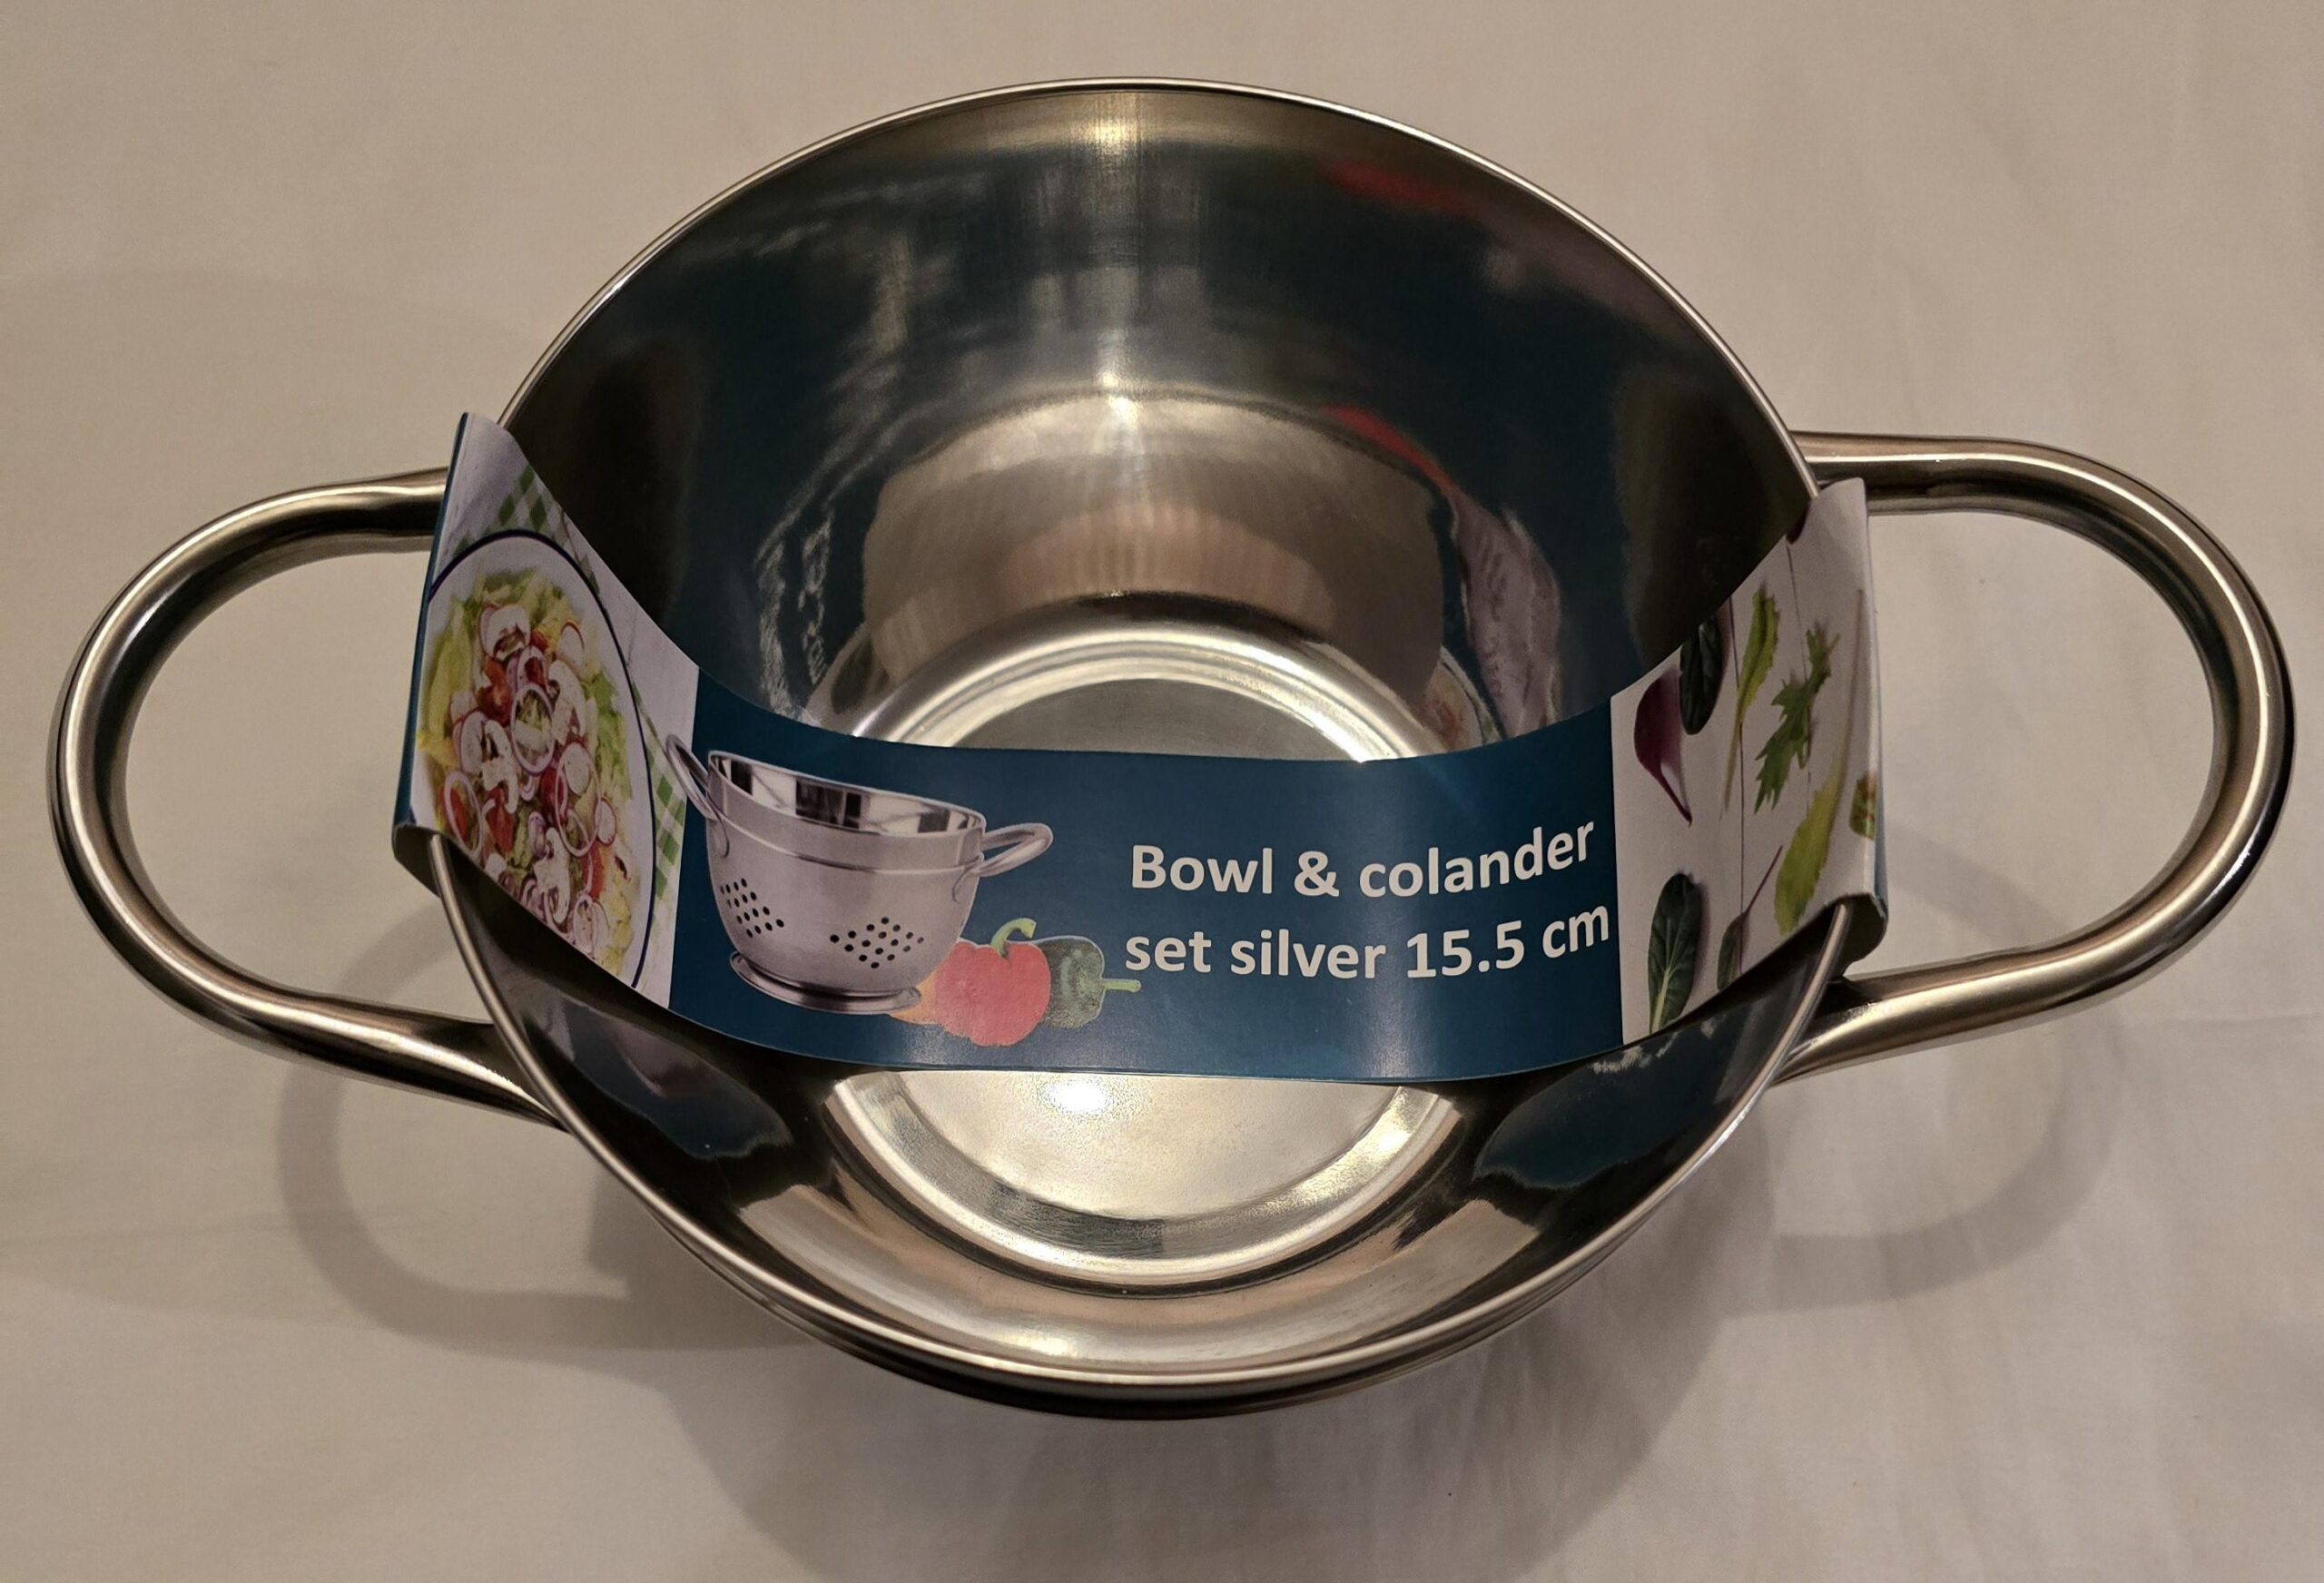 Bowl & colander
set silver 15.5 cm